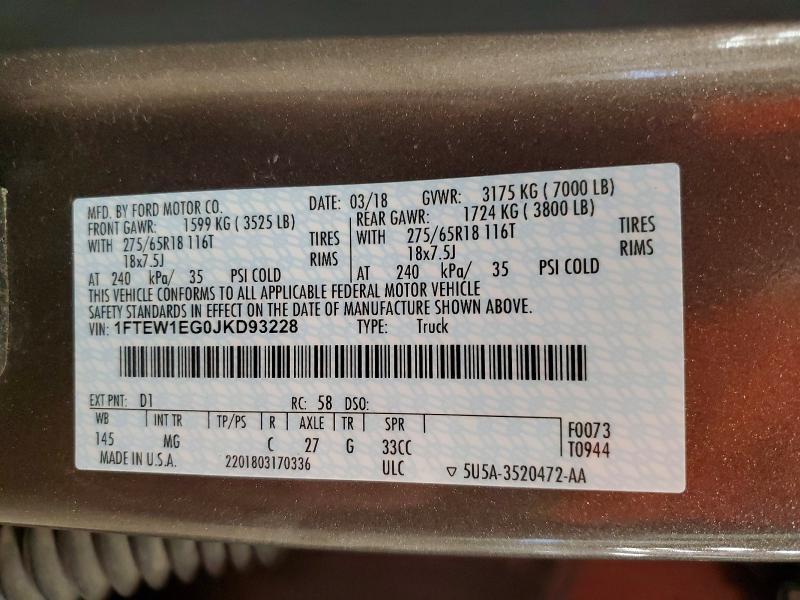 MFD. BY FORD MOTOR CO. DATE: 03/18 GVWR: 3175 KG ( 7000 LB)
FRONT GAWR: 1599 KG ( 3525 LB) REAR GAWR: 1724 KG ( 3800 LB)
WITH 275/65R18 116T TIRES WITH 275/65R18 116T TIRES
18x7.5J RIMS 18x7.5J RIMS
AT 240 kPa/ 35 PSI COLD AT 240 kPa/ 35 PSI COLD
THIS VEHICLE CONFORMS TO ALL APPLICABLE FEDERAL MOTOR VEHICLE
SAFETY STANDARDS IN EFFECT ON THE DATE OF MANUFACTURE SHOWN ABOVE.
VIN: 1FTEW1EG0JKD93228 TYPE: Truck
EXT PNT: D1 RC: 58 DSO:
WB INT TR TP/PS R AXLE TR SPR F0073
145 MG C 27 G 33CC T0944
MADE IN U.S.A. 2201803170336 ULC ▽ 5U5A-3520472-AA